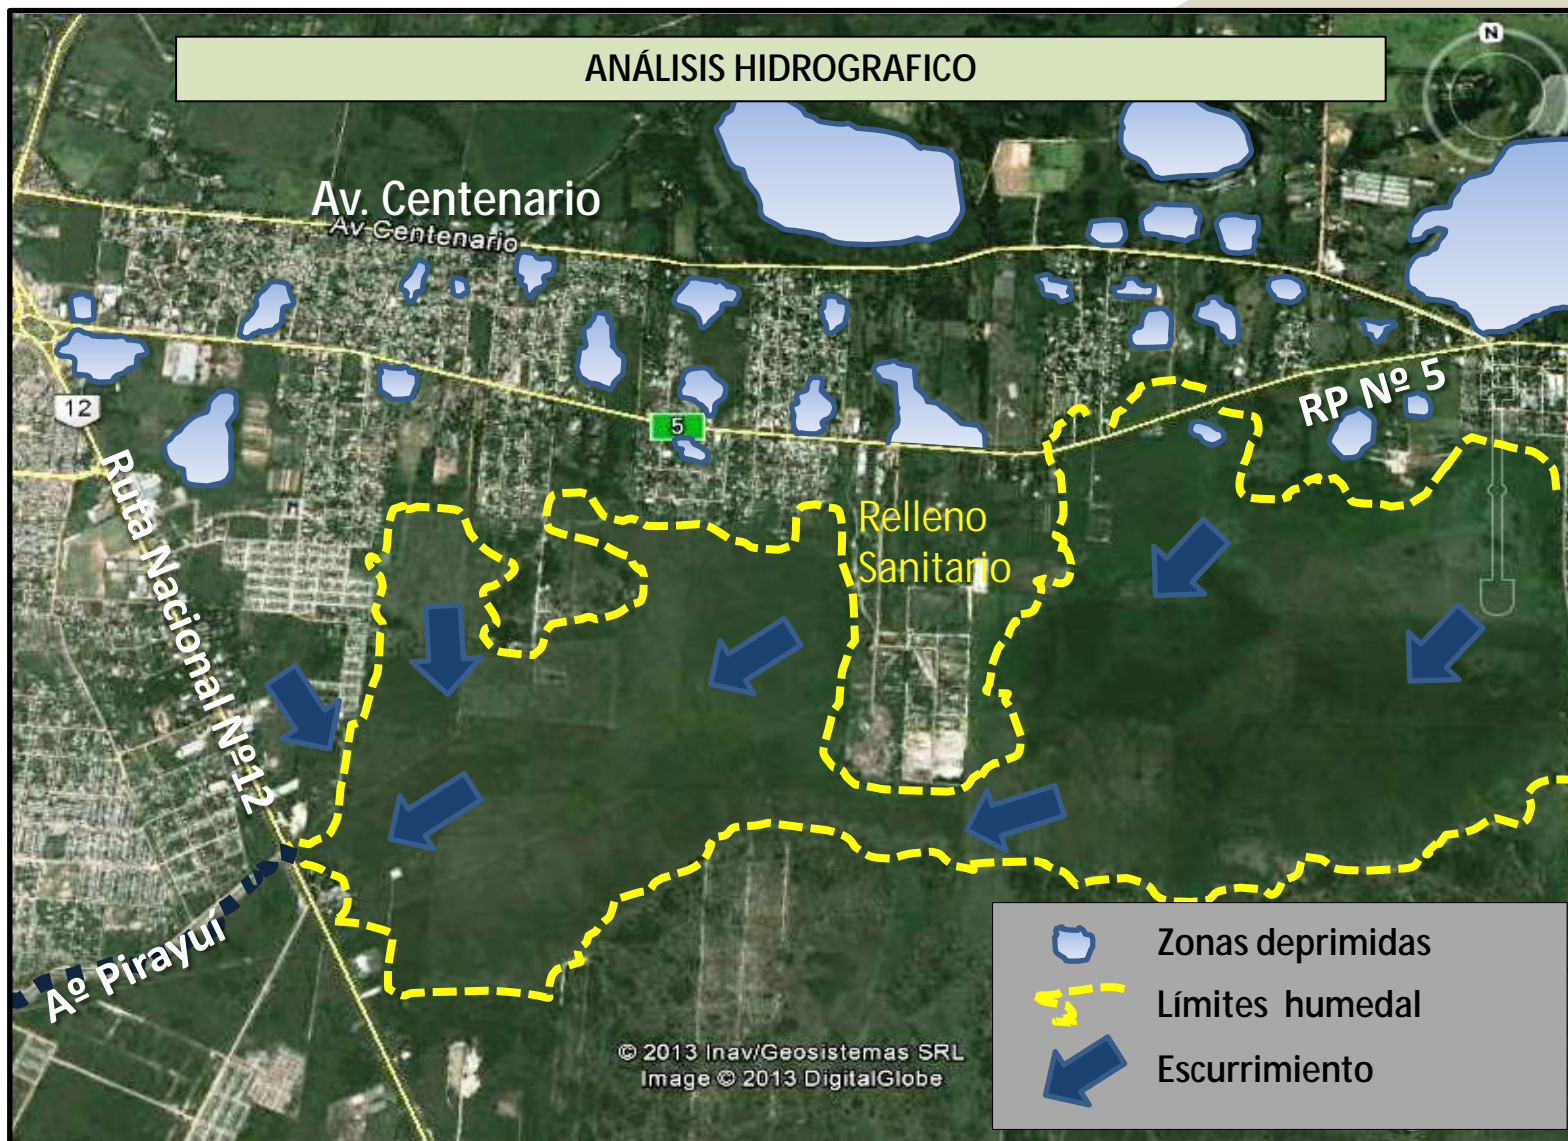 ANÁLISIS HIDROGRAFICO
N
Av. Centenario
Av Centenario
12
5
RP Nº 5
Ruta Nacional Nº12
Relleno
Sanitario
Aº Pirayuí
Zonas deprimidas
Límites humedal
Escurrimiento
© 2013 Inav/Geosistemas SRL
Image © 2013 DigitalGlobe